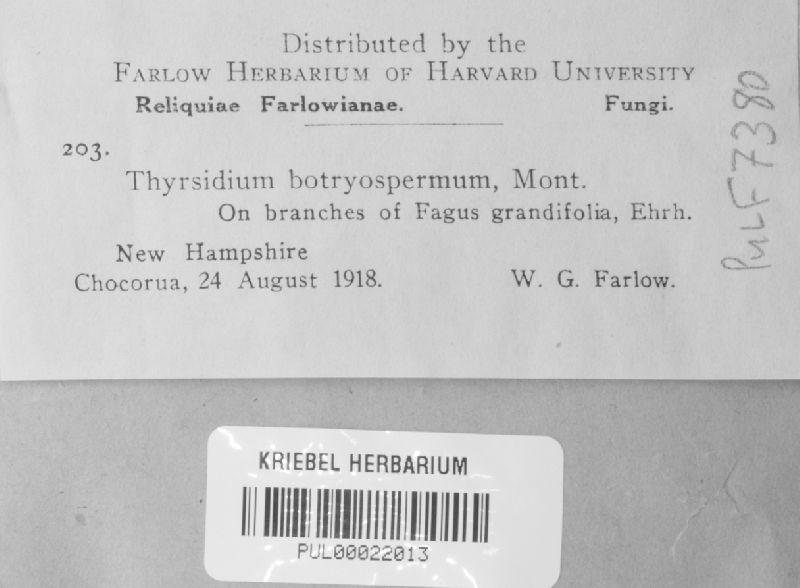 Distributed by the
Farlow Herbarium of Harvard University
Reliquiae Farlowianae. Fungi.
203.
Thyrsidium botryospermum, Mont.
On branches of Fagus grandifolia, Ehrh.
New Hampshire
Chocorua, 24 August 1918. W. G. Farlow.
PULF7380
KRIEBEL HERBARIUM
PUL00022013